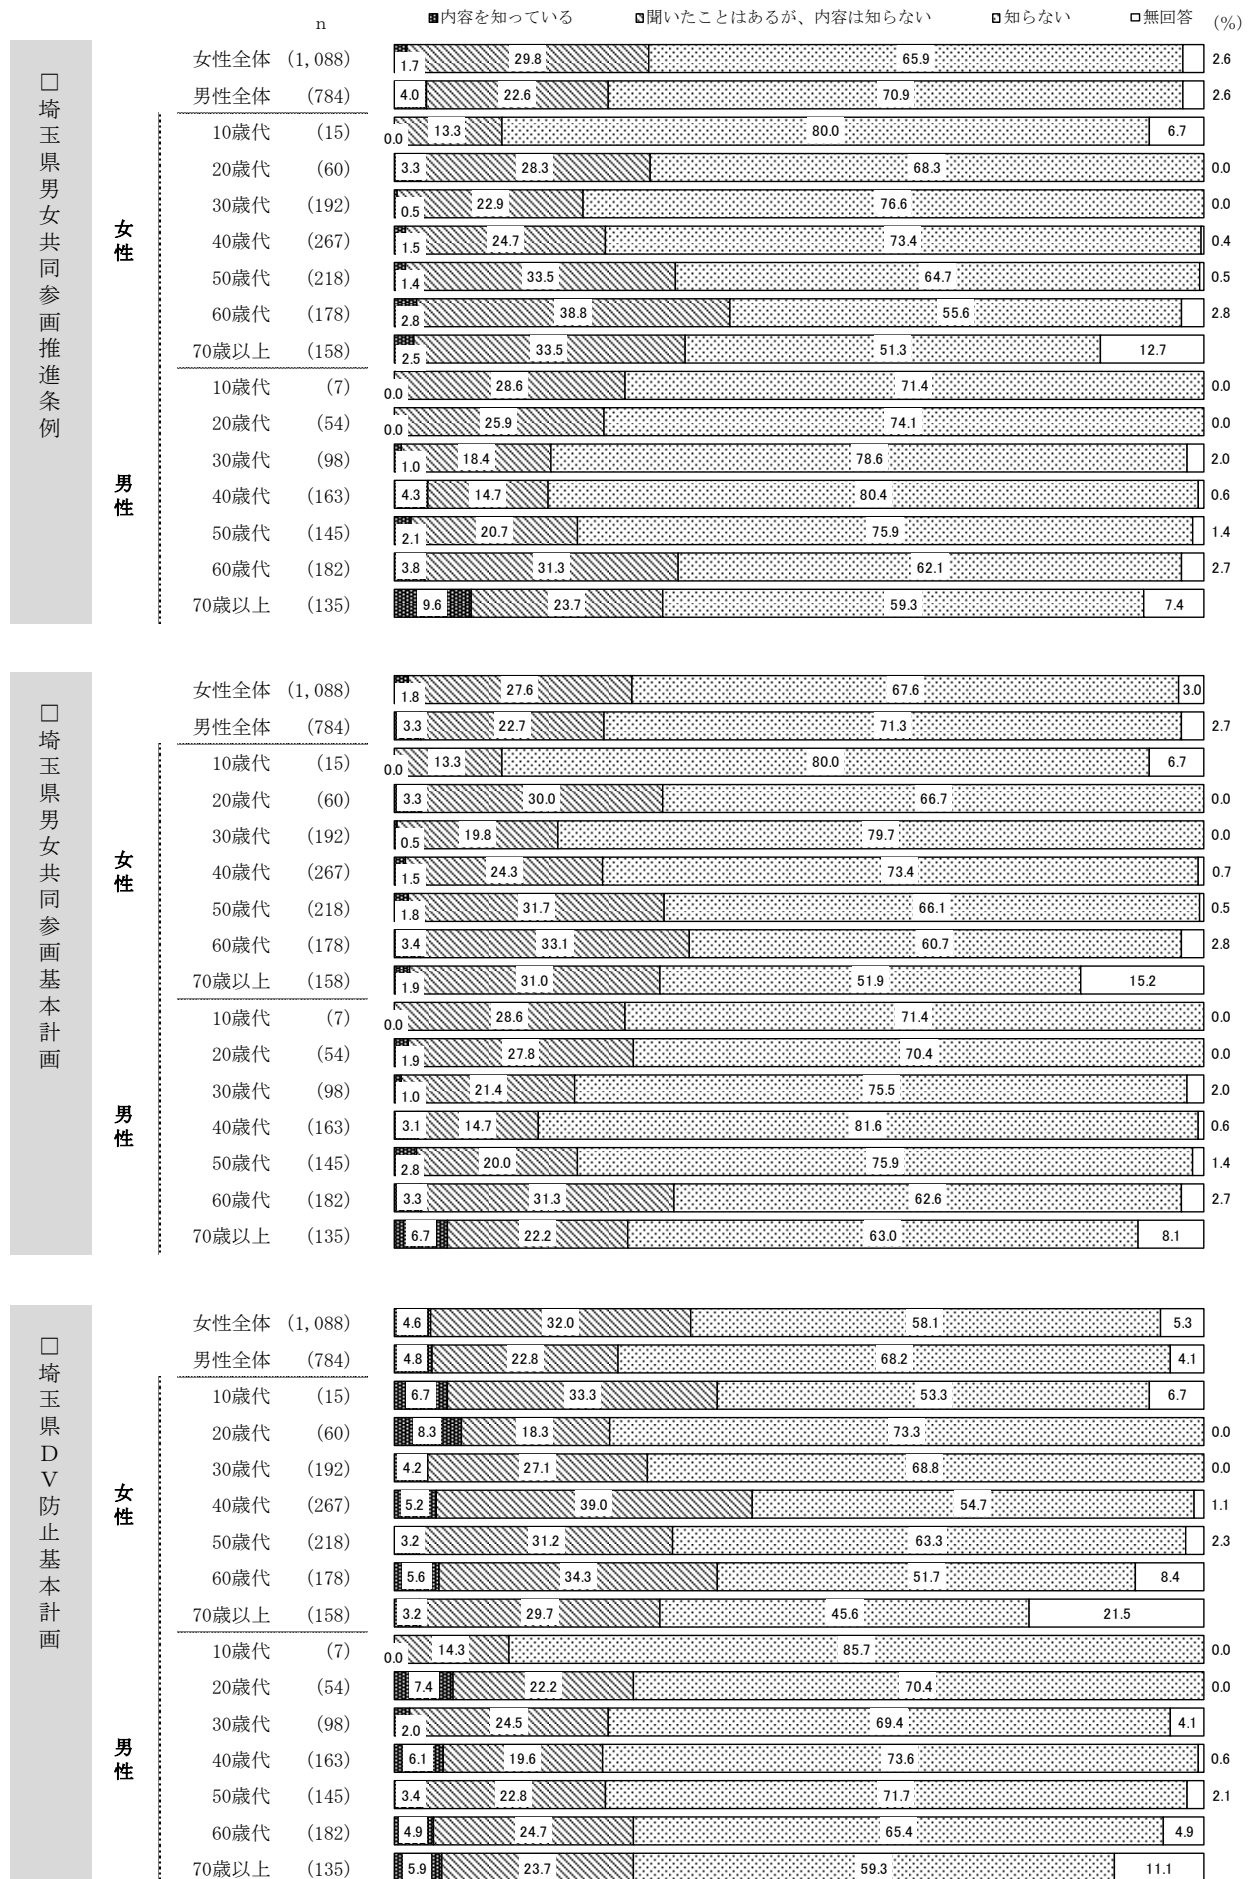 n ■内容を知っている 聞いたことはあるが、内容は知らない 知らない □無回答 (%)
□埼玉県男女共同参画推進条例
女性全体 (1,088) 1.7 29.8 65.9 2.6
男性全体 (784) 4.0 22.6 70.9 2.6
女性
10歳代 (15) 0.0 13.3 80.0 6.7
20歳代 (60) 3.3 28.3 68.3 0.0
30歳代 (192) 0.5 22.9 76.6 0.0
40歳代 (267) 1.5 24.7 73.4 0.4
50歳代 (218) 1.4 33.5 64.7 0.5
60歳代 (178) 2.8 38.8 55.6 2.8
70歳以上 (158) 2.5 33.5 51.3 12.7
男性
10歳代 (7) 0.0 28.6 71.4 0.0
20歳代 (54) 0.0 25.9 74.1 0.0
30歳代 (98) 1.0 18.4 78.6 2.0
40歳代 (163) 4.3 14.7 80.4 0.6
50歳代 (145) 2.1 20.7 75.9 1.4
60歳代 (182) 3.8 31.3 62.1 2.7
70歳以上 (135) 9.6 23.7 59.3 7.4
□埼玉県男女共同参画基本計画
女性全体 (1,088) 1.8 27.6 67.6 3.0
男性全体 (784) 3.3 22.7 71.3 2.7
女性
10歳代 (15) 0.0 13.3 80.0 6.7
20歳代 (60) 3.3 30.0 66.7 0.0
30歳代 (192) 0.5 19.8 79.7 0.0
40歳代 (267) 1.5 24.3 73.4 0.7
50歳代 (218) 1.8 31.7 66.1 0.5
60歳代 (178) 3.4 33.1 60.7 2.8
70歳以上 (158) 1.9 31.0 51.9 15.2
男性
10歳代 (7) 0.0 28.6 71.4 0.0
20歳代 (54) 1.9 27.8 70.4 0.0
30歳代 (98) 1.0 21.4 75.5 2.0
40歳代 (163) 3.1 14.7 81.6 0.6
50歳代 (145) 2.8 20.0 75.9 1.4
60歳代 (182) 3.3 31.3 62.6 2.7
70歳以上 (135) 6.7 22.2 63.0 8.1
□埼玉県DV防止基本計画
女性全体 (1,088) 4.6 32.0 58.1 5.3
男性全体 (784) 4.8 22.8 68.2 4.1
女性
10歳代 (15) 6.7 33.3 53.3 6.7
20歳代 (60) 8.3 18.3 73.3 0.0
30歳代 (192) 4.2 27.1 68.8 0.0
40歳代 (267) 5.2 39.0 54.7 1.1
50歳代 (218) 3.2 31.2 63.3 2.3
60歳代 (178) 5.6 34.3 51.7 8.4
70歳以上 (158) 3.2 29.7 45.6 21.5
男性
10歳代 (7) 0.0 14.3 85.7 0.0
20歳代 (54) 7.4 22.2 70.4 0.0
30歳代 (98) 2.0 24.5 69.4 4.1
40歳代 (163) 6.1 19.6 73.6 0.6
50歳代 (145) 3.4 22.8 71.7 2.1
60歳代 (182) 4.9 24.7 65.4 4.9
70歳以上 (135) 5.9 23.7 59.3 11.1